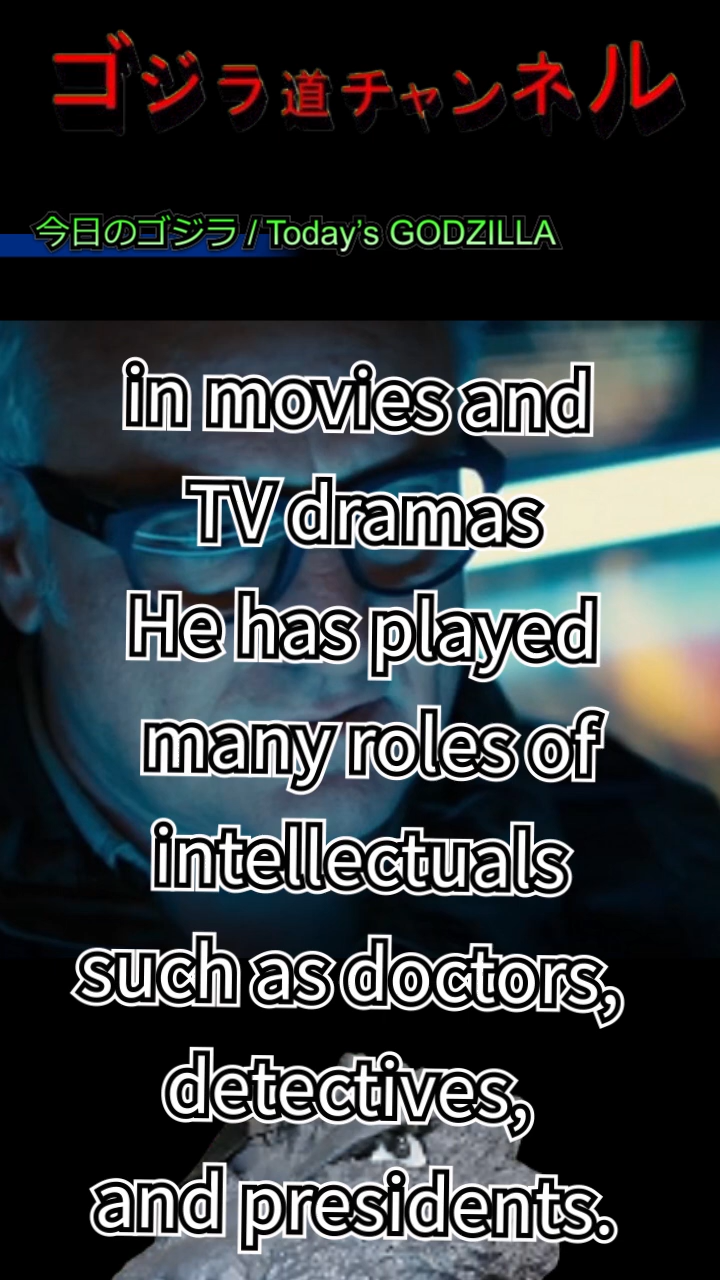 ゴジラ道チャンネル
今日のゴジラ / Today's GODZILLA
in movies and
TV dramas
He has played
many roles of
intellectuals
such as doctors,
detectives,
and presidents.